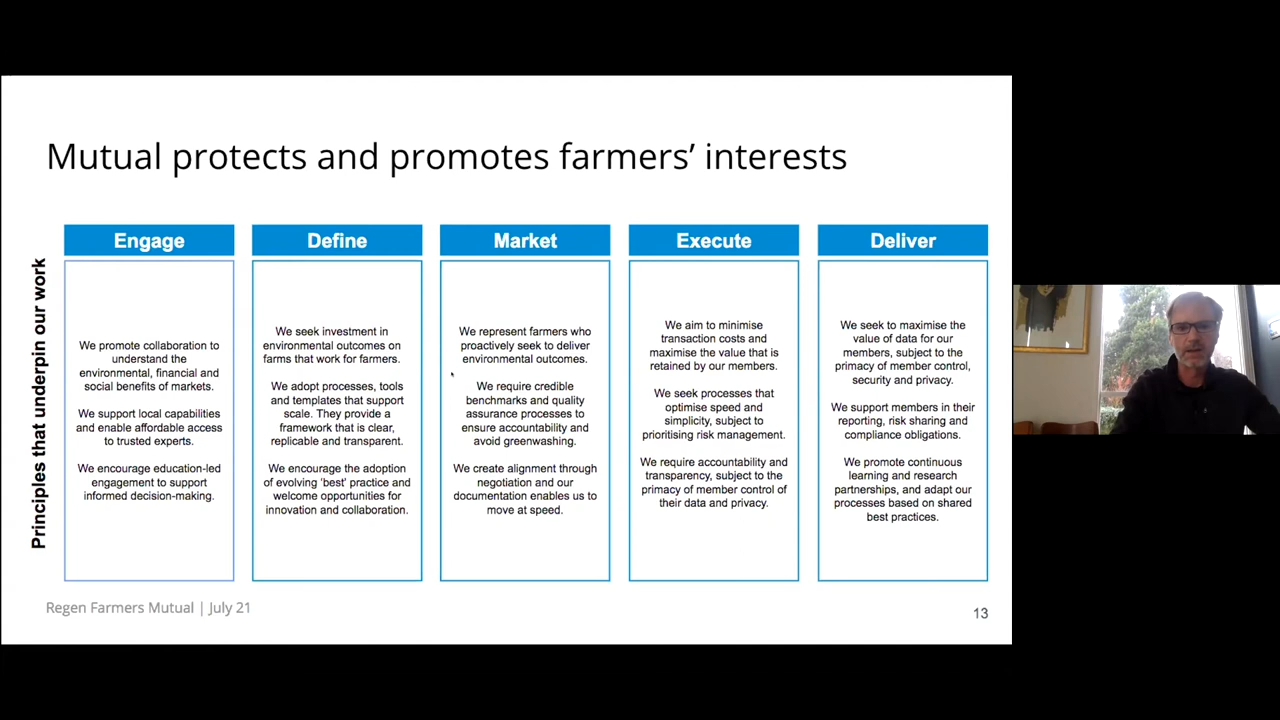 Mutual protects and promotes farmers’ interests
Principles that underpin our work
Engage
We promote collaboration to
understand the
environmental, financial and
social benefits of markets.
We support local capabilities
and enable affordable access
to trusted experts.
We encourage education-led
engagement to support
informed decision-making.
Define
We seek investment in
environmental outcomes on
farms that work for farmers.
We adopt processes, tools
and templates that support
scale. They provide a
framework that is clear,
replicable and transparent.
We encourage the adoption
of evolving ‘best’ practice and
welcome opportunities for
innovation and collaboration.
Market
We represent farmers who
proactively seek to deliver
environmental outcomes.
We require credible
benchmarks and quality
assurance processes to
ensure accountability and
avoid greenwashing.
We create alignment through
negotiation and our
documentation enables us to
move at speed.
Execute
We aim to minimise
transaction costs and
maximise the value that is
retained by our members.
We seek processes that
optimise speed and
simplicity, subject to
prioritising risk management.
We require accountability and
transparency, subject to the
primacy of member control of
their data and privacy.
Deliver
We seek to maximise the
value of data for our
members, subject to the
primacy of member control,
security and privacy.
We support members in their
reporting, risk sharing and
compliance obligations.
We promote continuous
learning and research
partnerships, and adapt our
processes based on shared
best practices.
Regen Farmers Mutual | July 21
13